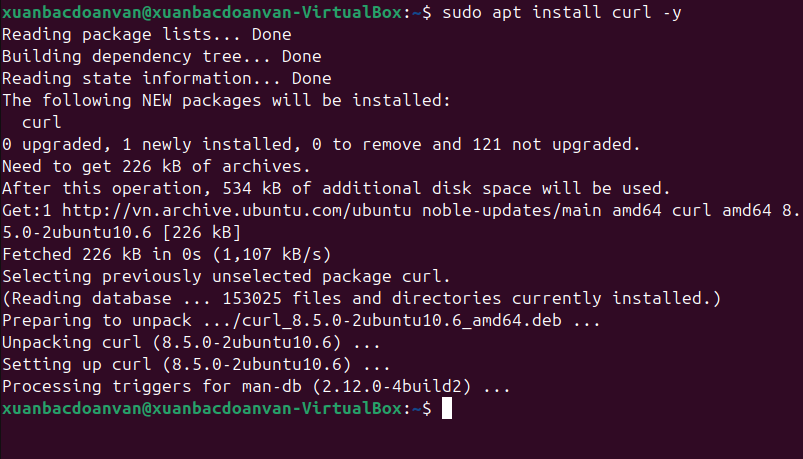 xuanbacdoanvan@xuanbacdoanvan-VirtualBox:~$ sudo apt install curl -y
Reading package lists... Done
Building dependency tree... Done
Reading state information... Done
The following NEW packages will be installed:
  curl
0 upgraded, 1 newly installed, 0 to remove and 121 not upgraded.
Need to get 226 kB of archives.
After this operation, 534 kB of additional disk space will be used.
Get:1 http://vn.archive.ubuntu.com/ubuntu noble-updates/main amd64 curl amd64 8.
5.0-2ubuntu10.6 [226 kB]
Fetched 226 kB in 0s (1,107 kB/s)
Selecting previously unselected package curl.
(Reading database ... 153025 files and directories currently installed.)
Preparing to unpack .../curl_8.5.0-2ubuntu10.6_amd64.deb ...
Unpacking curl (8.5.0-2ubuntu10.6) ...
Setting up curl (8.5.0-2ubuntu10.6) ...
Processing triggers for man-db (2.12.0-4build2) ...
xuanbacdoanvan@xuanbacdoanvan-VirtualBox:~$